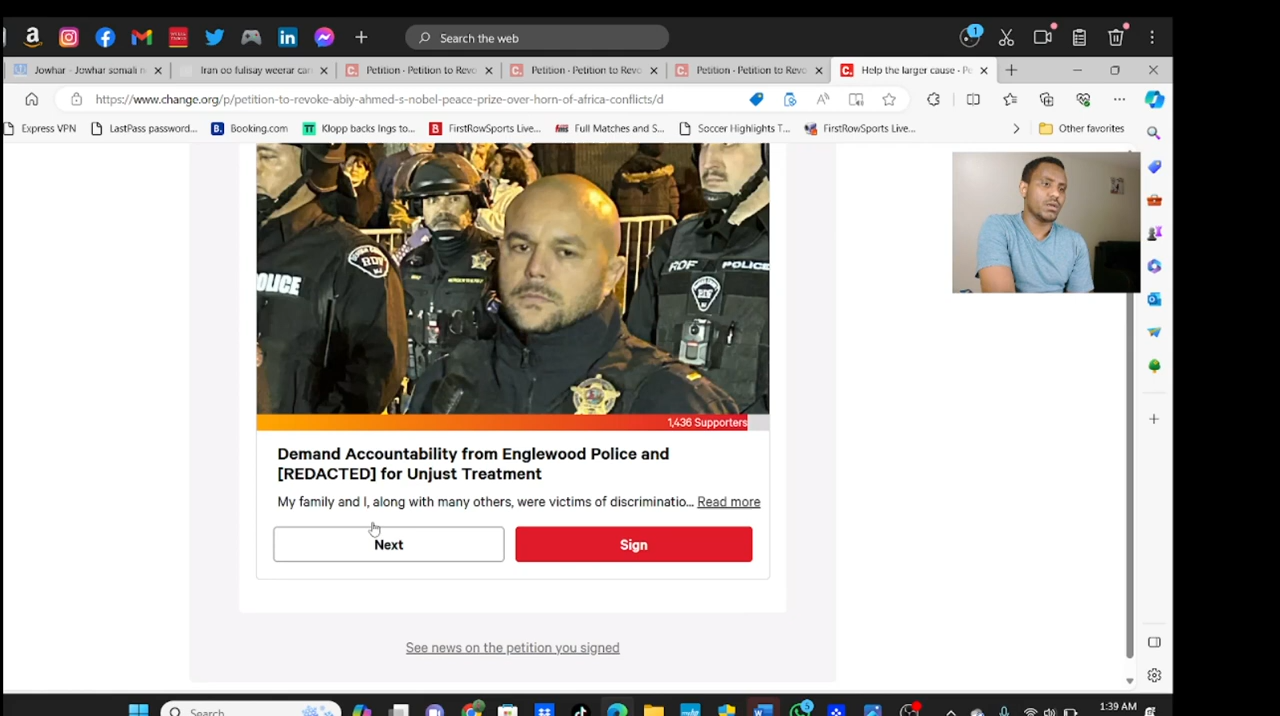 Search the web
1
Jowhar - Jowhar somali n
Iran oo fulisay weerar car
Petition · Petition to Revo
Petition · Petition to Revo
Petition · Petition to Revo
Help the larger cause - Pe
https://www.change.org/p/petition-to-revoke-abiy-ahmed-s-nobel-peace-prize-over-horn-of-africa-conflicts/d
Express VPN
LastPass password...
Booking.com
Klopp backs Ings to...
FirstRowSports Live...
Full Matches and S...
Soccer Highlights T...
FirstRowSports Live...
Other favorites
POLICE
RDF
RDF
POLICE
RDF
1,436 Supporters
Demand Accountability from Englewood Police and
[REDACTED] for Unjust Treatment
My family and I, along with many others, were victims of discriminatio... Read more
Next
Sign
See news on the petition you signed
Search
1:39 AM